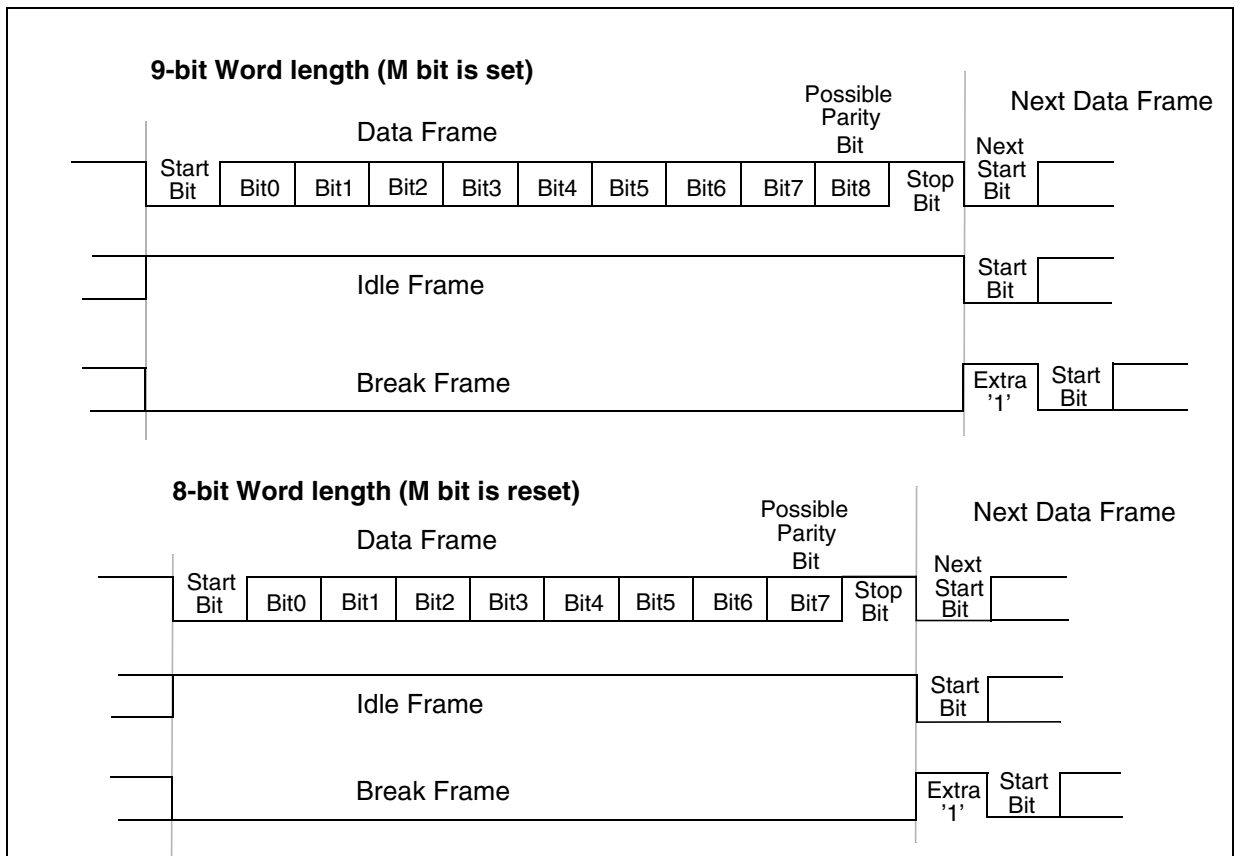 9-bit Word length (M bit is set)
Possible
Parity
Bit
Next Data Frame
Data Frame
Start
Bit
Bit0
Bit1
Bit2
Bit3
Bit4
Bit5
Bit6
Bit7
Bit8
Stop
Bit
Next
Start
Bit
Idle Frame
Start
Bit
Break Frame
Extra
'1'
Start
Bit
8-bit Word length (M bit is reset)
Possible
Parity
Bit
Next Data Frame
Data Frame
Start
Bit
Bit0
Bit1
Bit2
Bit3
Bit4
Bit5
Bit6
Bit7
Stop
Bit
Next
Start
Bit
Idle Frame
Start
Bit
Break Frame
Extra
'1'
Start
Bit